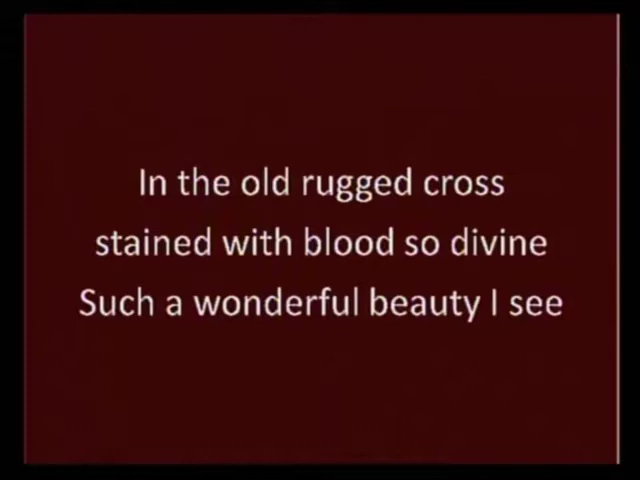 In the old rugged cross
stained with blood so divine
Such a wonderful beauty I see